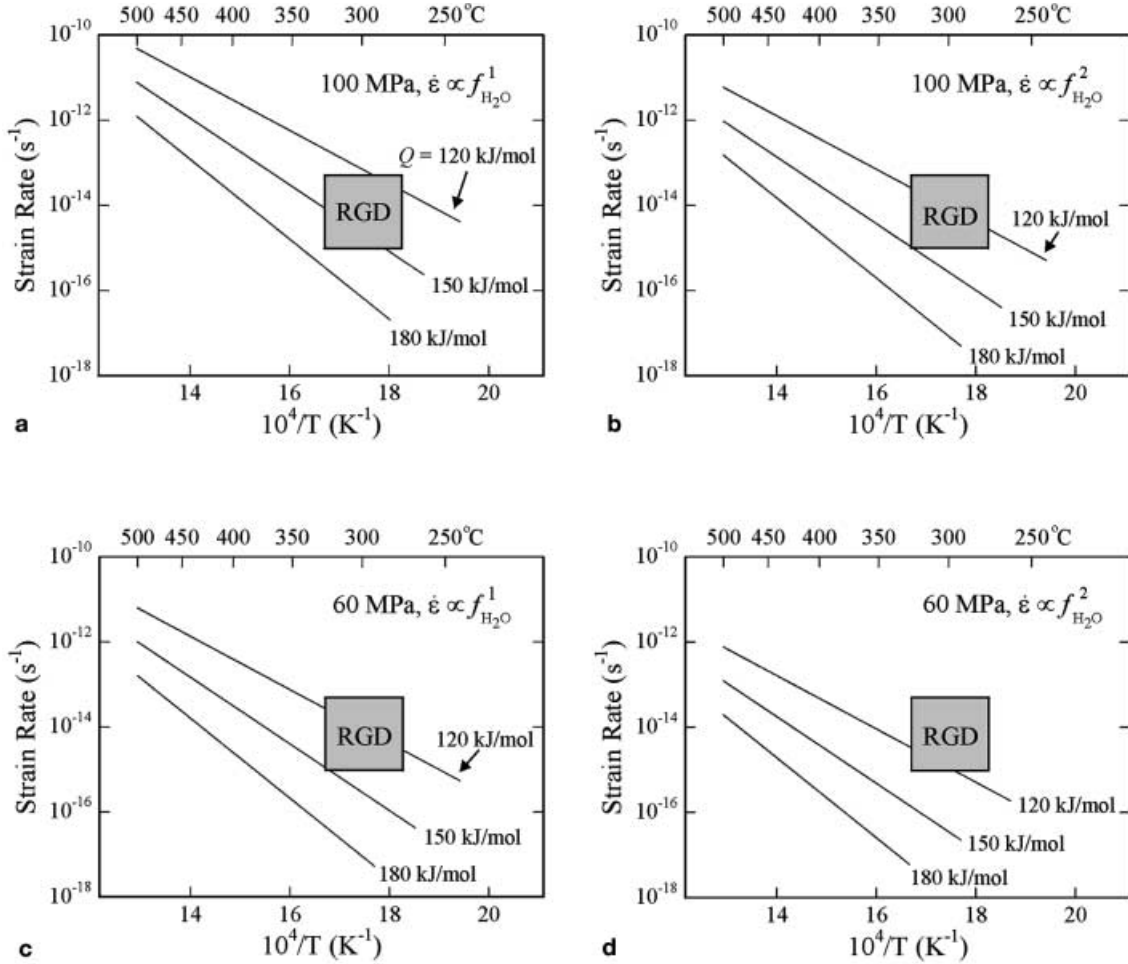 500 450 400 350 300 250°C
10^-10
10^-12
10^-14
10^-16
10^-18
Strain Rate (s^-1)
100 MPa, ε̇ ∝ f^1_H2O
Q = 120 kJ/mol
RGD
150 kJ/mol
180 kJ/mol
14 16 18 20
10^4/T (K^-1)
a
500 450 400 350 300 250°C
10^-10
10^-12
10^-14
10^-16
10^-18
Strain Rate (s^-1)
100 MPa, ε̇ ∝ f^2_H2O
RGD
120 kJ/mol
150 kJ/mol
180 kJ/mol
14 16 18 20
10^4/T (K^-1)
b
500 450 400 350 300 250°C
10^-10
10^-12
10^-14
10^-16
10^-18
Strain Rate (s^-1)
60 MPa, ε̇ ∝ f^1_H2O
RGD
120 kJ/mol
150 kJ/mol
180 kJ/mol
14 16 18 20
10^4/T (K^-1)
c
500 450 400 350 300 250°C
10^-10
10^-12
10^-14
10^-16
10^-18
Strain Rate (s^-1)
60 MPa, ε̇ ∝ f^2_H2O
RGD
120 kJ/mol
150 kJ/mol
180 kJ/mol
14 16 18 20
10^4/T (K^-1)
d